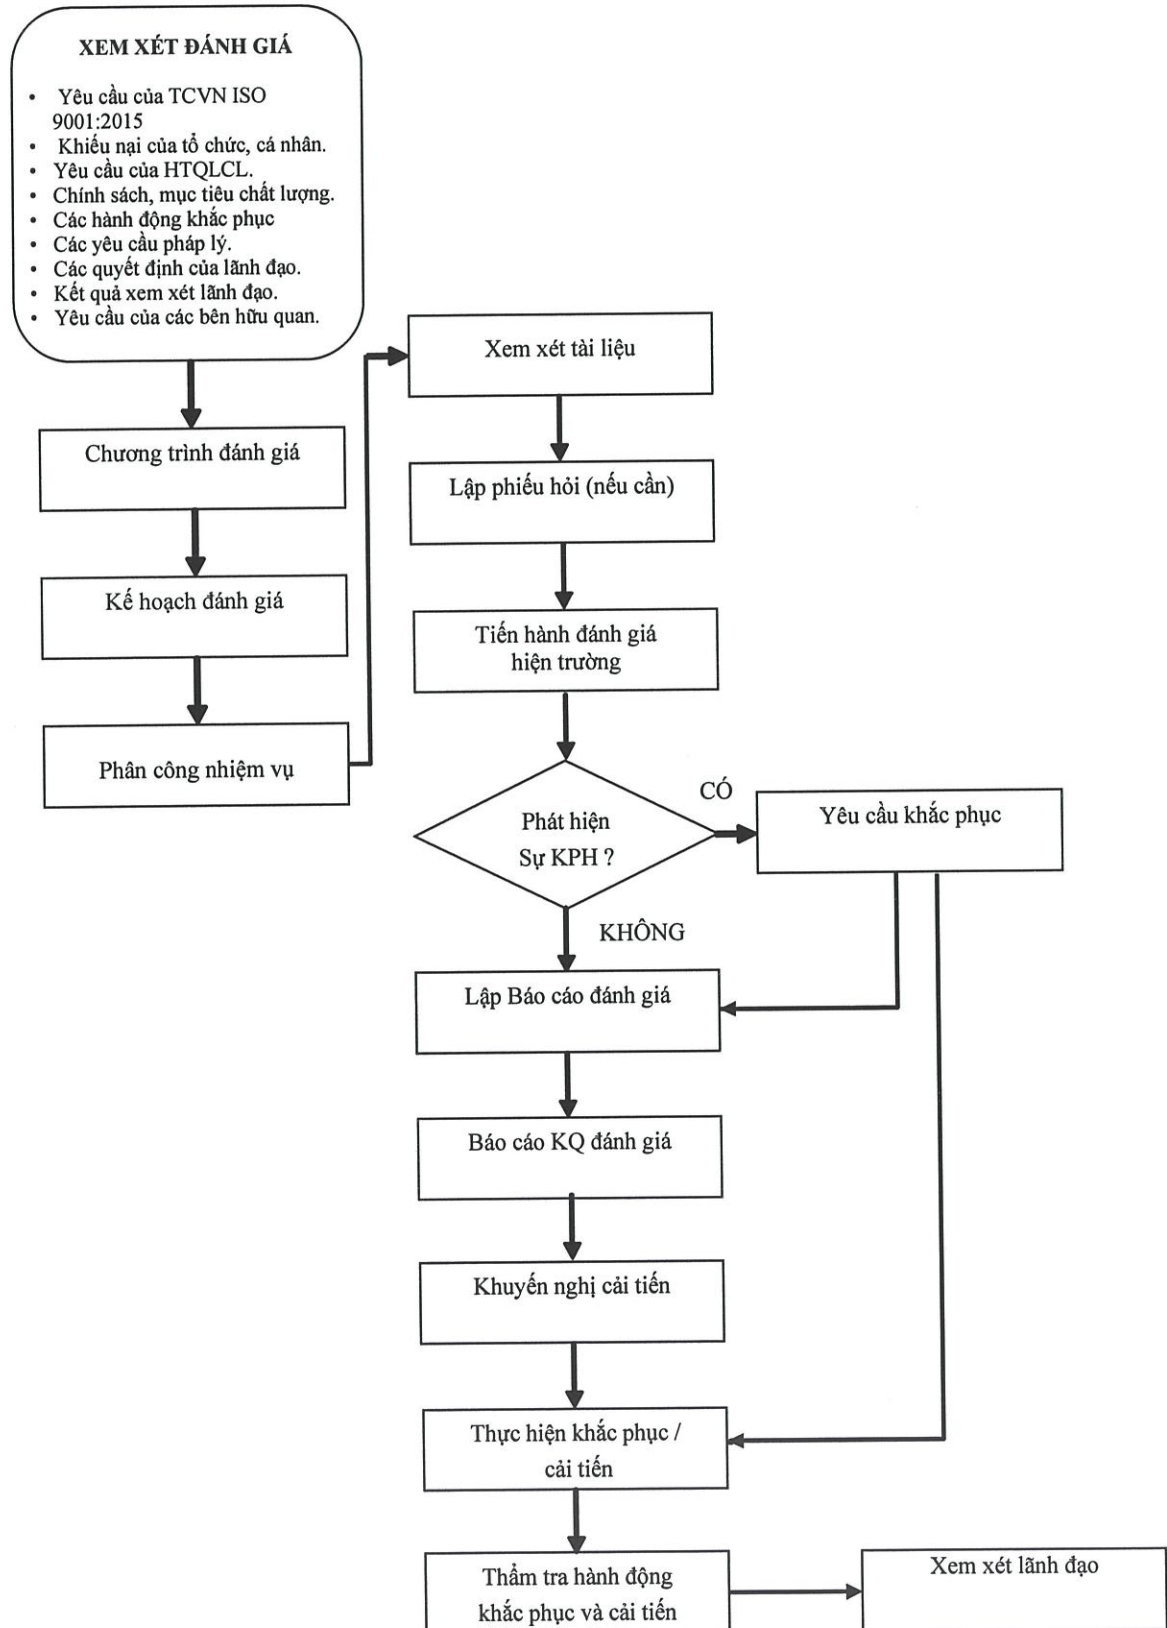 XEM XÉT ĐÁNH GIÁ
• Yêu cầu của TCVN ISO
9001:2015
• Khiếu nại của tổ chức, cá nhân.
• Yêu cầu của HTQLCL.
• Chính sách, mục tiêu chất lượng.
• Các hành động khắc phục
• Các yêu cầu pháp lý.
• Các quyết định của lãnh đạo.
• Kết quả xem xét lãnh đạo.
• Yêu cầu của các bên hữu quan.
Chương trình đánh giá
Kế hoạch đánh giá
Phân công nhiệm vụ
Xem xét tài liệu
Lập phiếu hỏi (nếu cần)
Tiến hành đánh giá
hiện trường
Phát hiện
Sự KPH ?
CÓ
Yêu cầu khắc phục
KHÔNG
Lập Báo cáo đánh giá
Báo cáo KQ đánh giá
Khuyến nghị cải tiến
Thực hiện khắc phục /
cải tiến
Thẩm tra hành động
khắc phục và cải tiến
Xem xét lãnh đạo